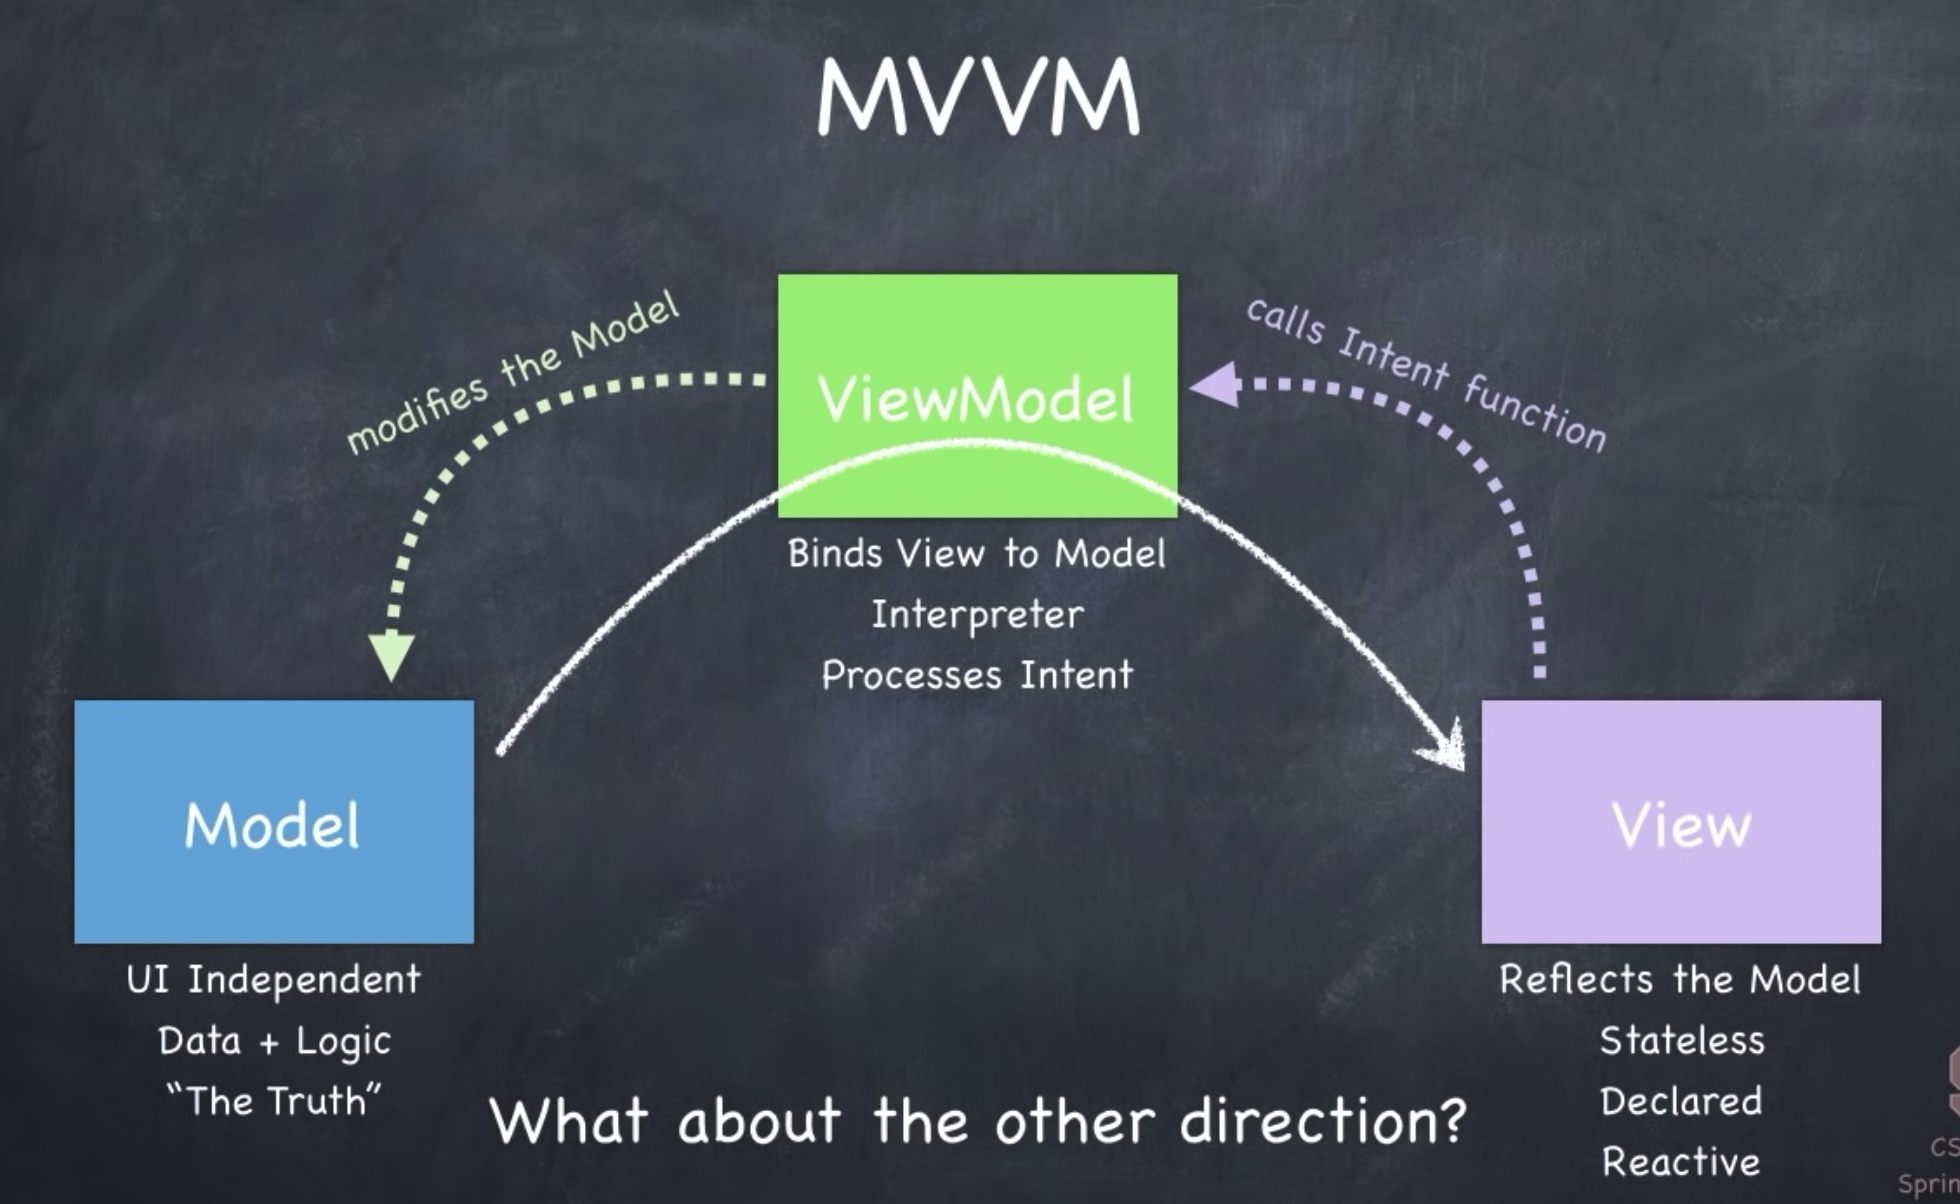 MVVM
modifies the Model
ViewModel
calls Intent function
Binds View to Model
Interpreter
Processes Intent
Model
View
UI Independent
Data + Logic
“The Truth”
Reflects the Model
Stateless
Declared
Reactive
What about the other direction?
CS